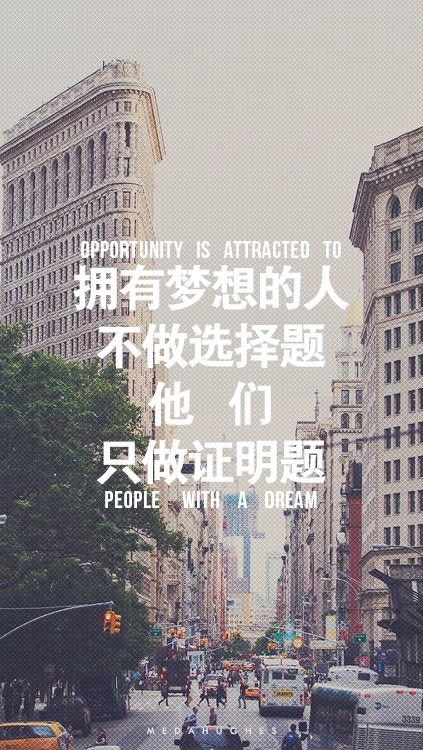 OPPORTUNITY IS ATTRACTED TO
拥有梦想的人
不做选择题
他 们
只做证明题
PEOPLE WITH A DREAM
3339
MEDAHUGHES